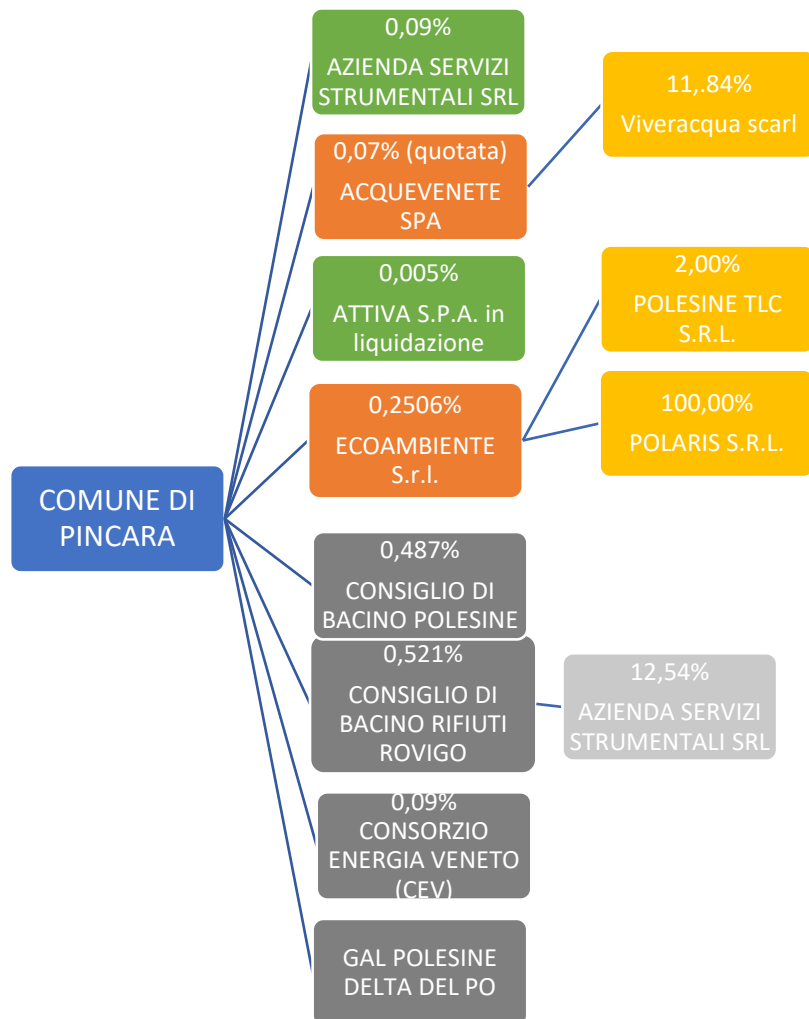 COMUNE DI
PINCARA
0,09%
AZIENDA SERVIZI
STRUMENTALI SRL
0,07% (quotata)
ACQUEVENETE
SPA
11,.84%
Viveracqua scarl
0,005%
ATTIVA S.P.A. in
liquidazione
0,2506%
ECOAMBIENTE
S.r.l.
2,00%
POLESINE TLC
S.R.L.
100,00%
POLARIS S.R.L.
0,487%
CONSIGLIO DI
BACINO POLESINE
0,521%
CONSIGLIO DI
BACINO RIFIUTI
ROVIGO
12,54%
AZIENDA SERVIZI
STRUMENTALI SRL
0,09%
CONSORZIO
ENERGIA VENETO
(CEV)
GAL POLESINE
DELTA DEL PO